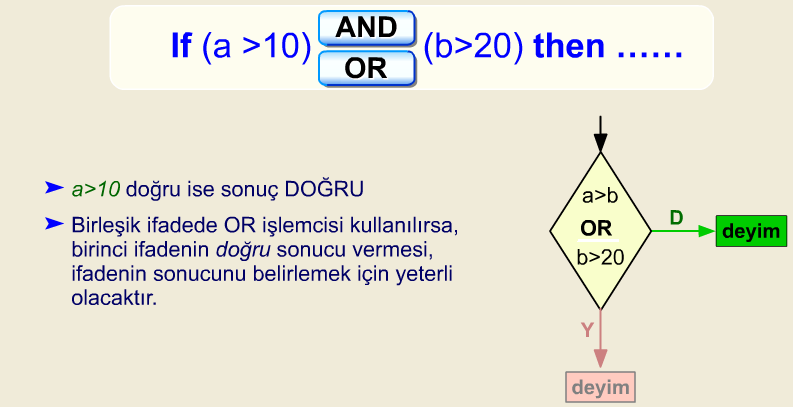 If (a >10) AND (b>20) then ......
OR
➤ a>10 doğru ise sonuç DOĞRU
➤ Birleşik ifadede OR işlemcisi kullanılırsa,
birinci ifadenin doğru sonucu vermesi,
ifadenin sonucunu belirlemek için yeterli
olacaktır.
a>b
OR
b>20
D
deyim
Y
deyim